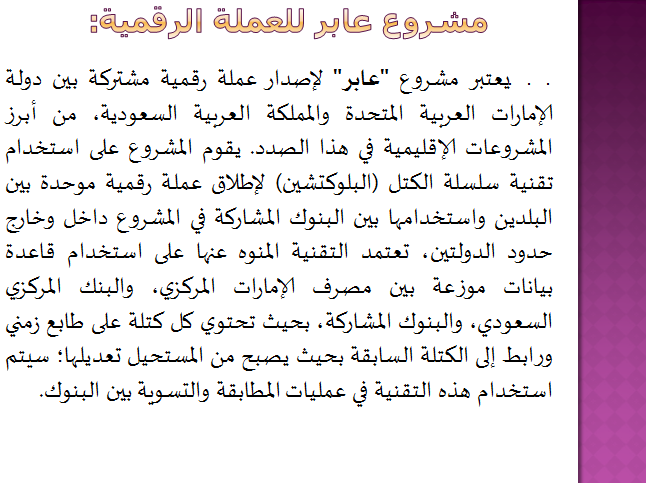 مشروع عابر للعملة الرقمية:
. . يعتبر مشروع "عابر" لإصدار عملة رقمية مشتركة بين دولة
الإمارات العربية المتحدة والمملكة العربية السعودية، من أبرز
المشروعات الإقليمية في هذا الصدد. يقوم المشروع على استخدام
تقنية سلسلة الكتل (البلوكتشين) لإطلاق عملة رقمية موحدة بين
البلدين واستخدامها بين البنوك المشاركة في المشروع داخل وخارج
حدود الدولتين، تعتمد التقنية المنوه عنها على استخدام قاعدة
بيانات موزعة بين مصرف الإمارات المركزي، والبنك المركزي
السعودي، والبنوك المشاركة، بحيث تحتوي كل كتلة على طابع زمني
ورابط إلى الكتلة السابقة بحيث يصبح من المستحيل تعديلها؛ سيتم
استخدام هذه التقنية في عمليات المطابقة والتسوية بين البنوك.